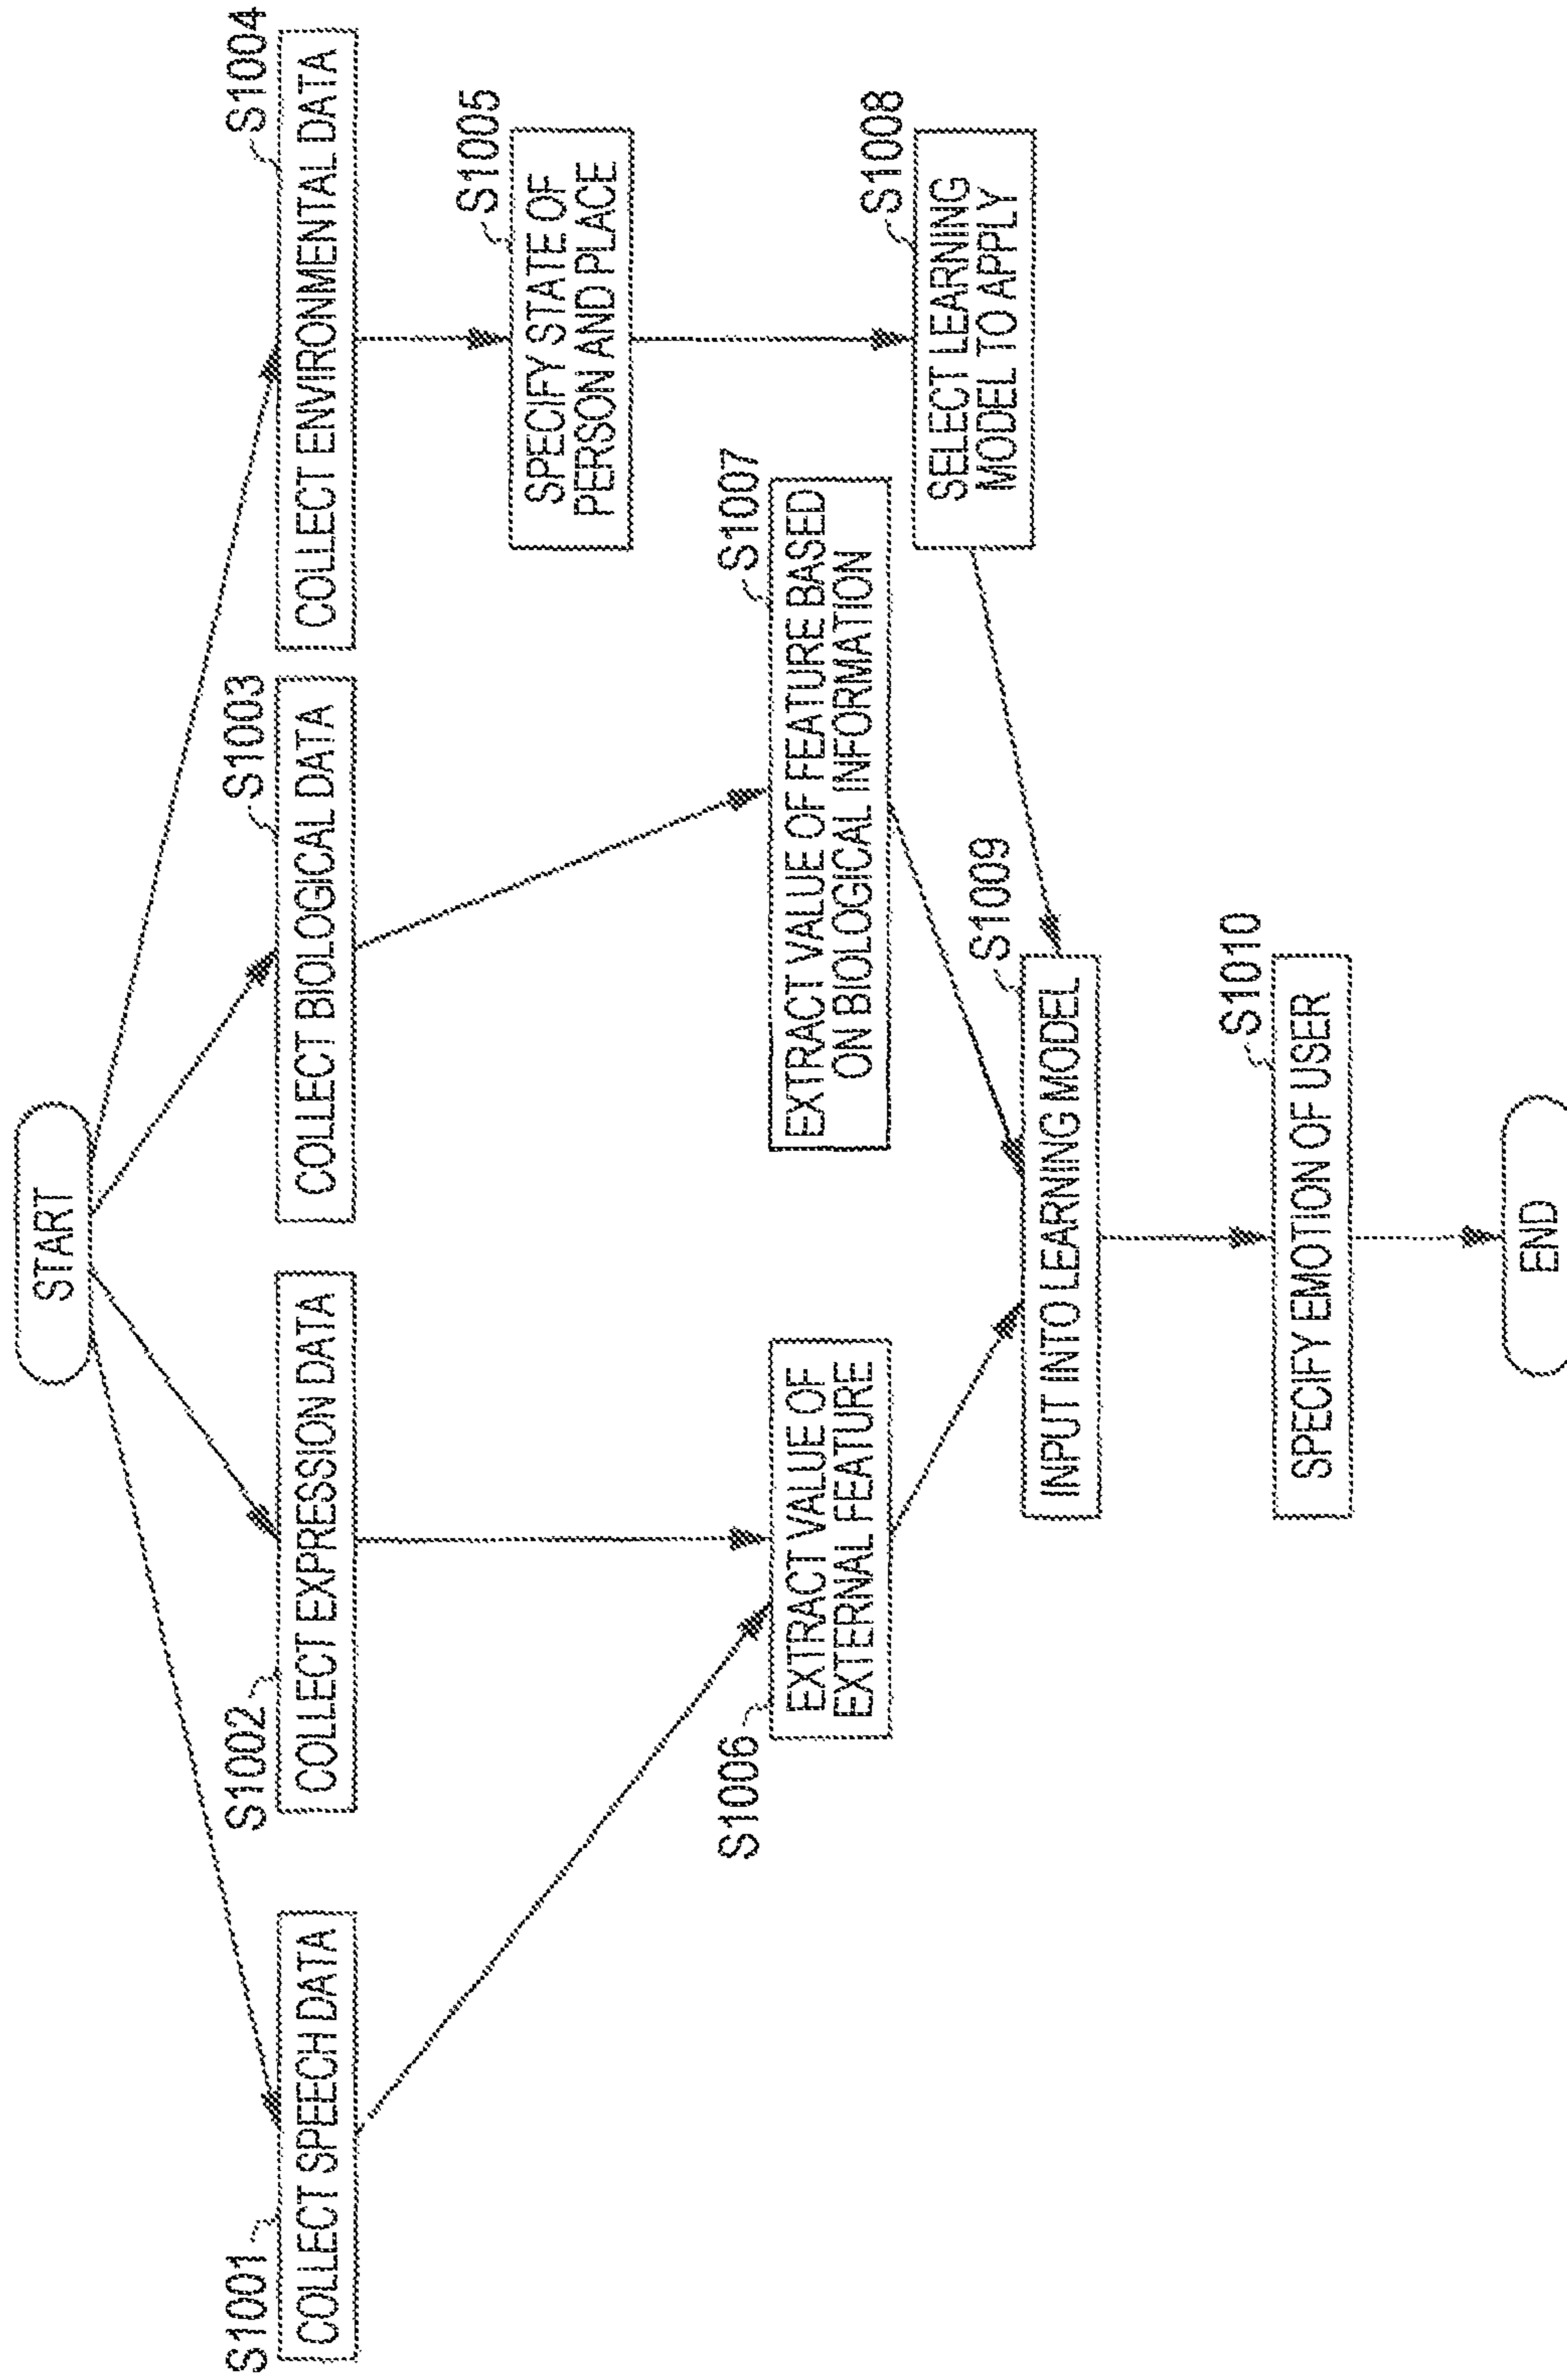 START
S1001
COLLECT SPEECH DATA
S1002
COLLECT EXPRESSION DATA
S1003
COLLECT BIOLOGICAL DATA
S1004
COLLECT ENVIRONMENTAL DATA
S1005
SPECIFY STATE OF
PERSON AND PLACE
S1006
EXTRACT VALUE OF
EXTERNAL FEATURE
S1007
EXTRACT VALUE OF FEATURE BASED
ON BIOLOGICAL INFORMATION
S1008
SELECT LEARNING
MODEL TO APPLY
S1009
INPUT INTO LEARNING MODEL
S1010
SPECIFY EMOTION OF USER
END